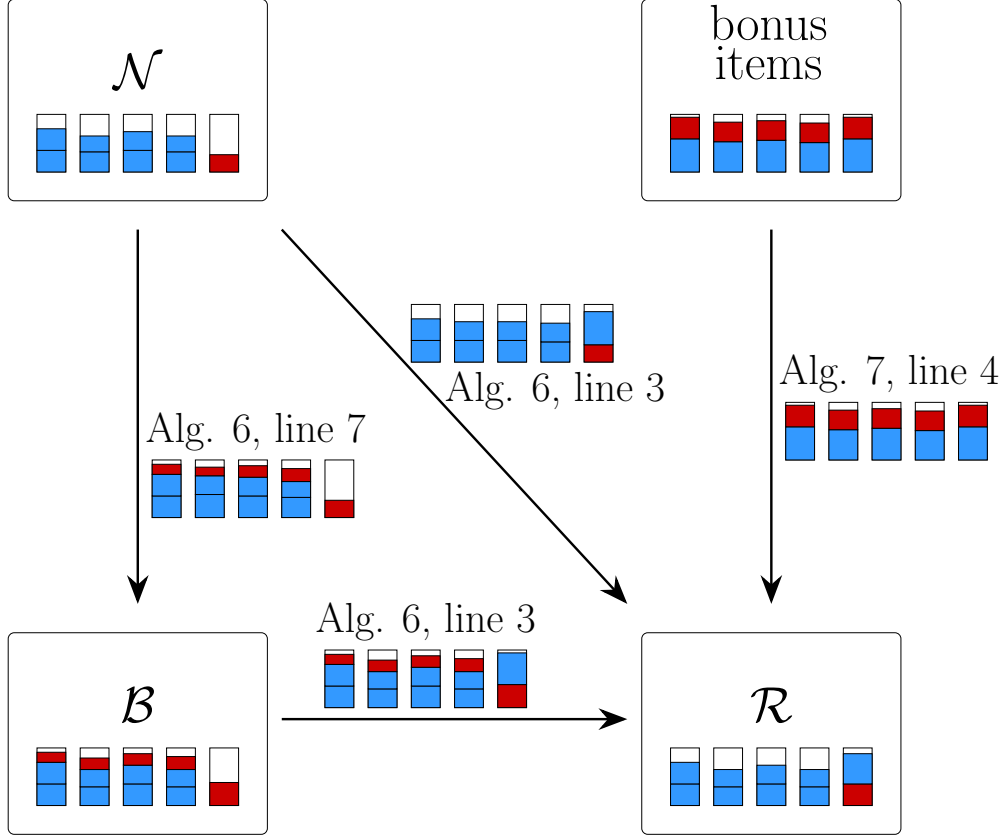 𝒩
bonus
items
Alg. 6, line 3
Alg. 7, line 4
Alg. 6, line 7
Alg. 6, line 3
ℬ
ℛ